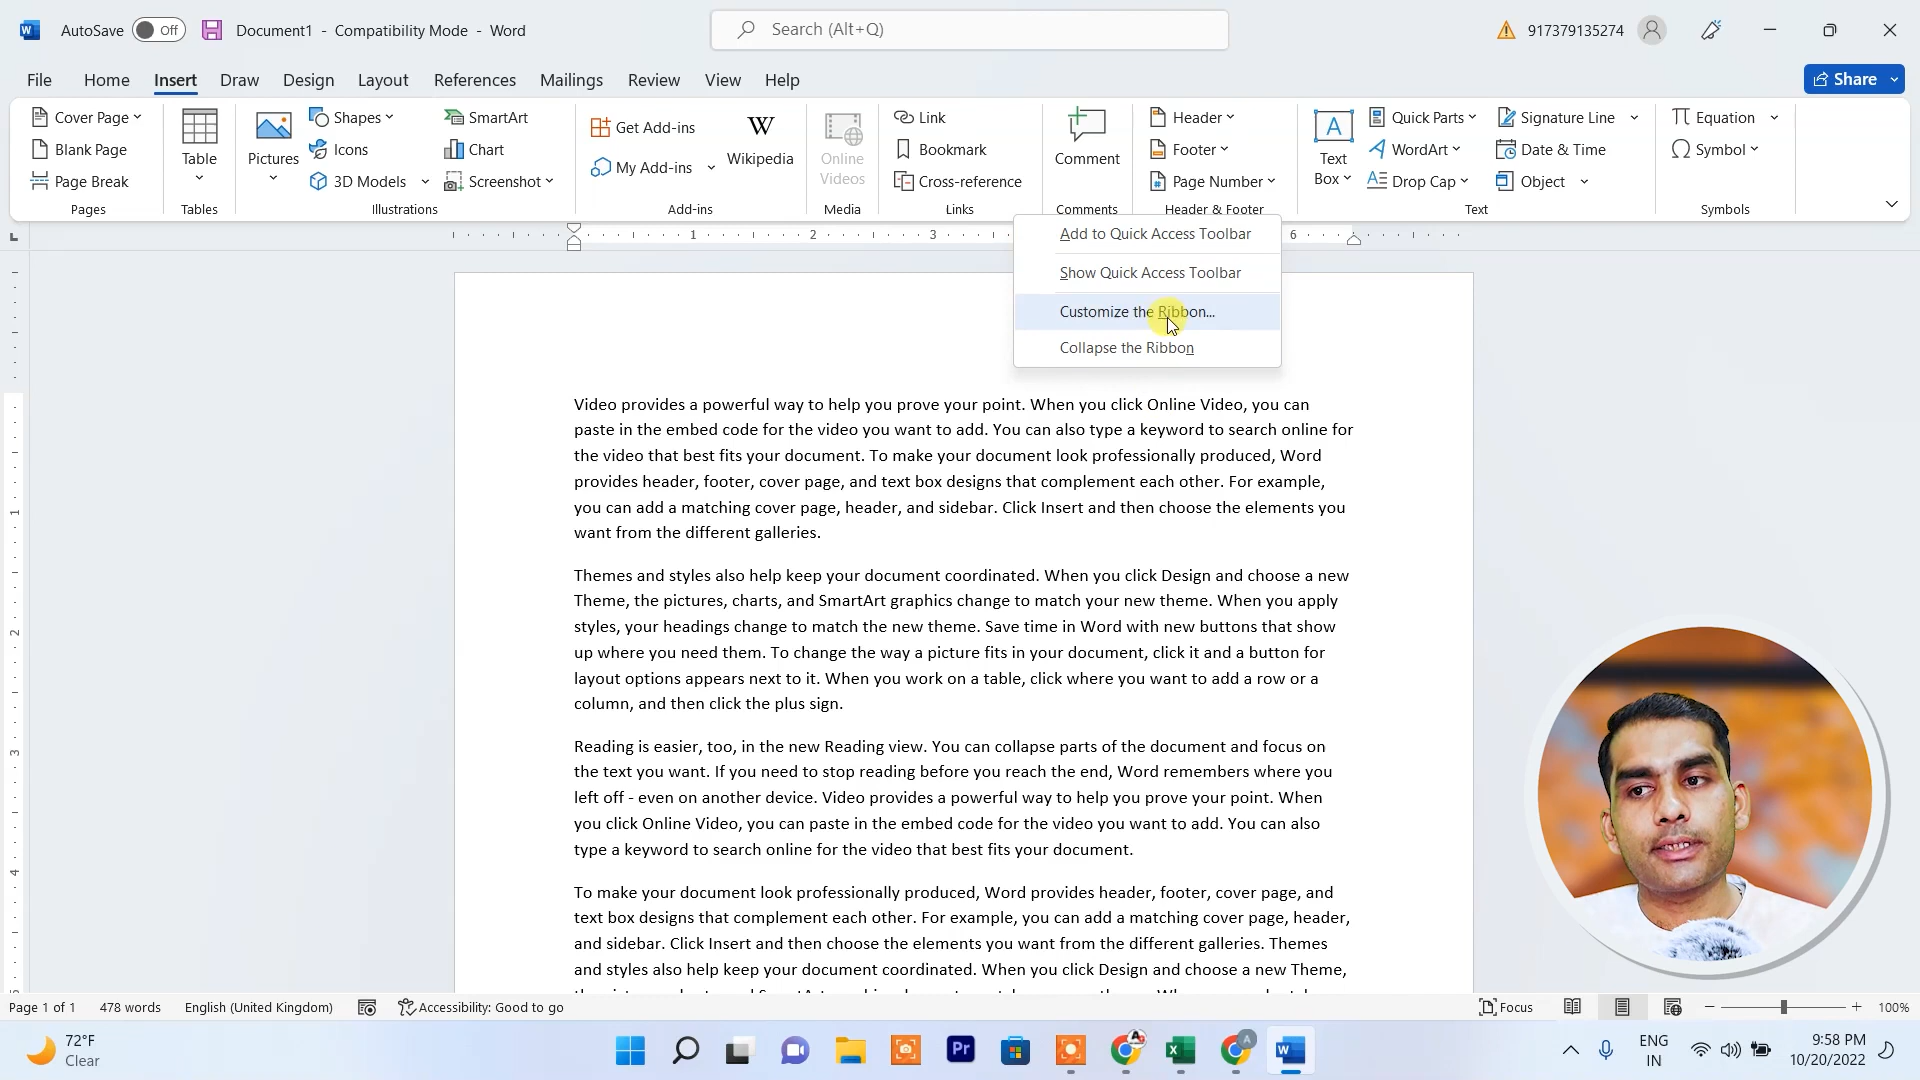 AutoSave Off Document1 - Compatibility Mode - Word Search (Alt+Q) 917379135274
File Home Insert Draw Design Layout References Mailings Review View Help Share
Cover Page
Blank Page
Page Break
Pages
Table
Tables
Pictures
Shapes
Icons
3D Models
SmartArt
Chart
Screenshot
Illustrations
Get Add-ins
My Add-ins
W
Wikipedia
Add-ins
Online
Videos
Media
Link
Bookmark
Cross-reference
Links
Comment
Comments
Header
Footer
Page Number
Header & Footer
A
Text
Box
Quick Parts
WordArt
Drop Cap
Signature Line
Date & Time
Object
Text
Equation
Symbol
Symbols
1 2 3 6
Add to Quick Access Toolbar
Show Quick Access Toolbar
Customize the Ribbon...
Collapse the Ribbon
Video provides a powerful way to help you prove your point. When you click Online Video, you can
paste in the embed code for the video you want to add. You can also type a keyword to search online for
the video that best fits your document. To make your document look professionally produced, Word
provides header, footer, cover page, and text box designs that complement each other. For example,
you can add a matching cover page, header, and sidebar. Click Insert and then choose the elements you
want from the different galleries.
Themes and styles also help keep your document coordinated. When you click Design and choose a new
Theme, the pictures, charts, and SmartArt graphics change to match your new theme. When you apply
styles, your headings change to match the new theme. Save time in Word with new buttons that show
up where you need them. To change the way a picture fits in your document, click it and a button for
layout options appears next to it. When you work on a table, click where you want to add a row or a
column, and then click the plus sign.
Reading is easier, too, in the new Reading view. You can collapse parts of the document and focus on
the text you want. If you need to stop reading before you reach the end, Word remembers where you
left off - even on another device. Video provides a powerful way to help you prove your point. When
you click Online Video, you can paste in the embed code for the video you want to add. You can also
type a keyword to search online for the video that best fits your document.
To make your document look professionally produced, Word provides header, footer, cover page, and
text box designs that complement each other. For example, you can add a matching cover page, header,
and sidebar. Click Insert and then choose the elements you want from the different galleries. Themes
and styles also help keep your document coordinated. When you click Design and choose a new Theme,
1
2
3
4
Page 1 of 1 478 words English (United Kingdom) Accessibility: Good to go Focus 100%
72°F
Clear
Pr
ENG
IN
9:58 PM
10/20/2022